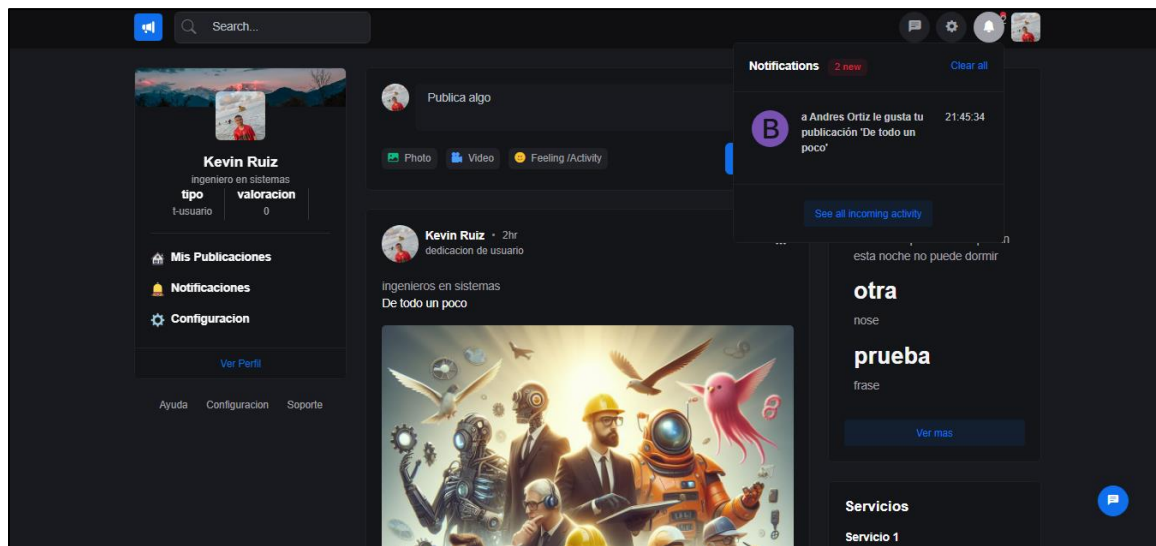 Search...
Notifications 2 new Clear all
B
a Andres Ortiz le gusta tu 21:45:34
publicación 'De todo un
poco'
See all incoming activity
Kevin Ruiz
ingeniero en sistemas
tipo valoracion
t-usuario 0
Mis Publicaciones
Notificaciones
Configuracion
Ver Perfil
Ayuda Configuracion Soporte
Publica algo
Photo Video Feeling /Activity
Kevin Ruiz • 2hr
dedicacion de usuario
ingenieros en sistemas
De todo un poco
esta noche no puede dormir
otra
nose
prueba
frase
Ver mas
Servicios
Servicio 1